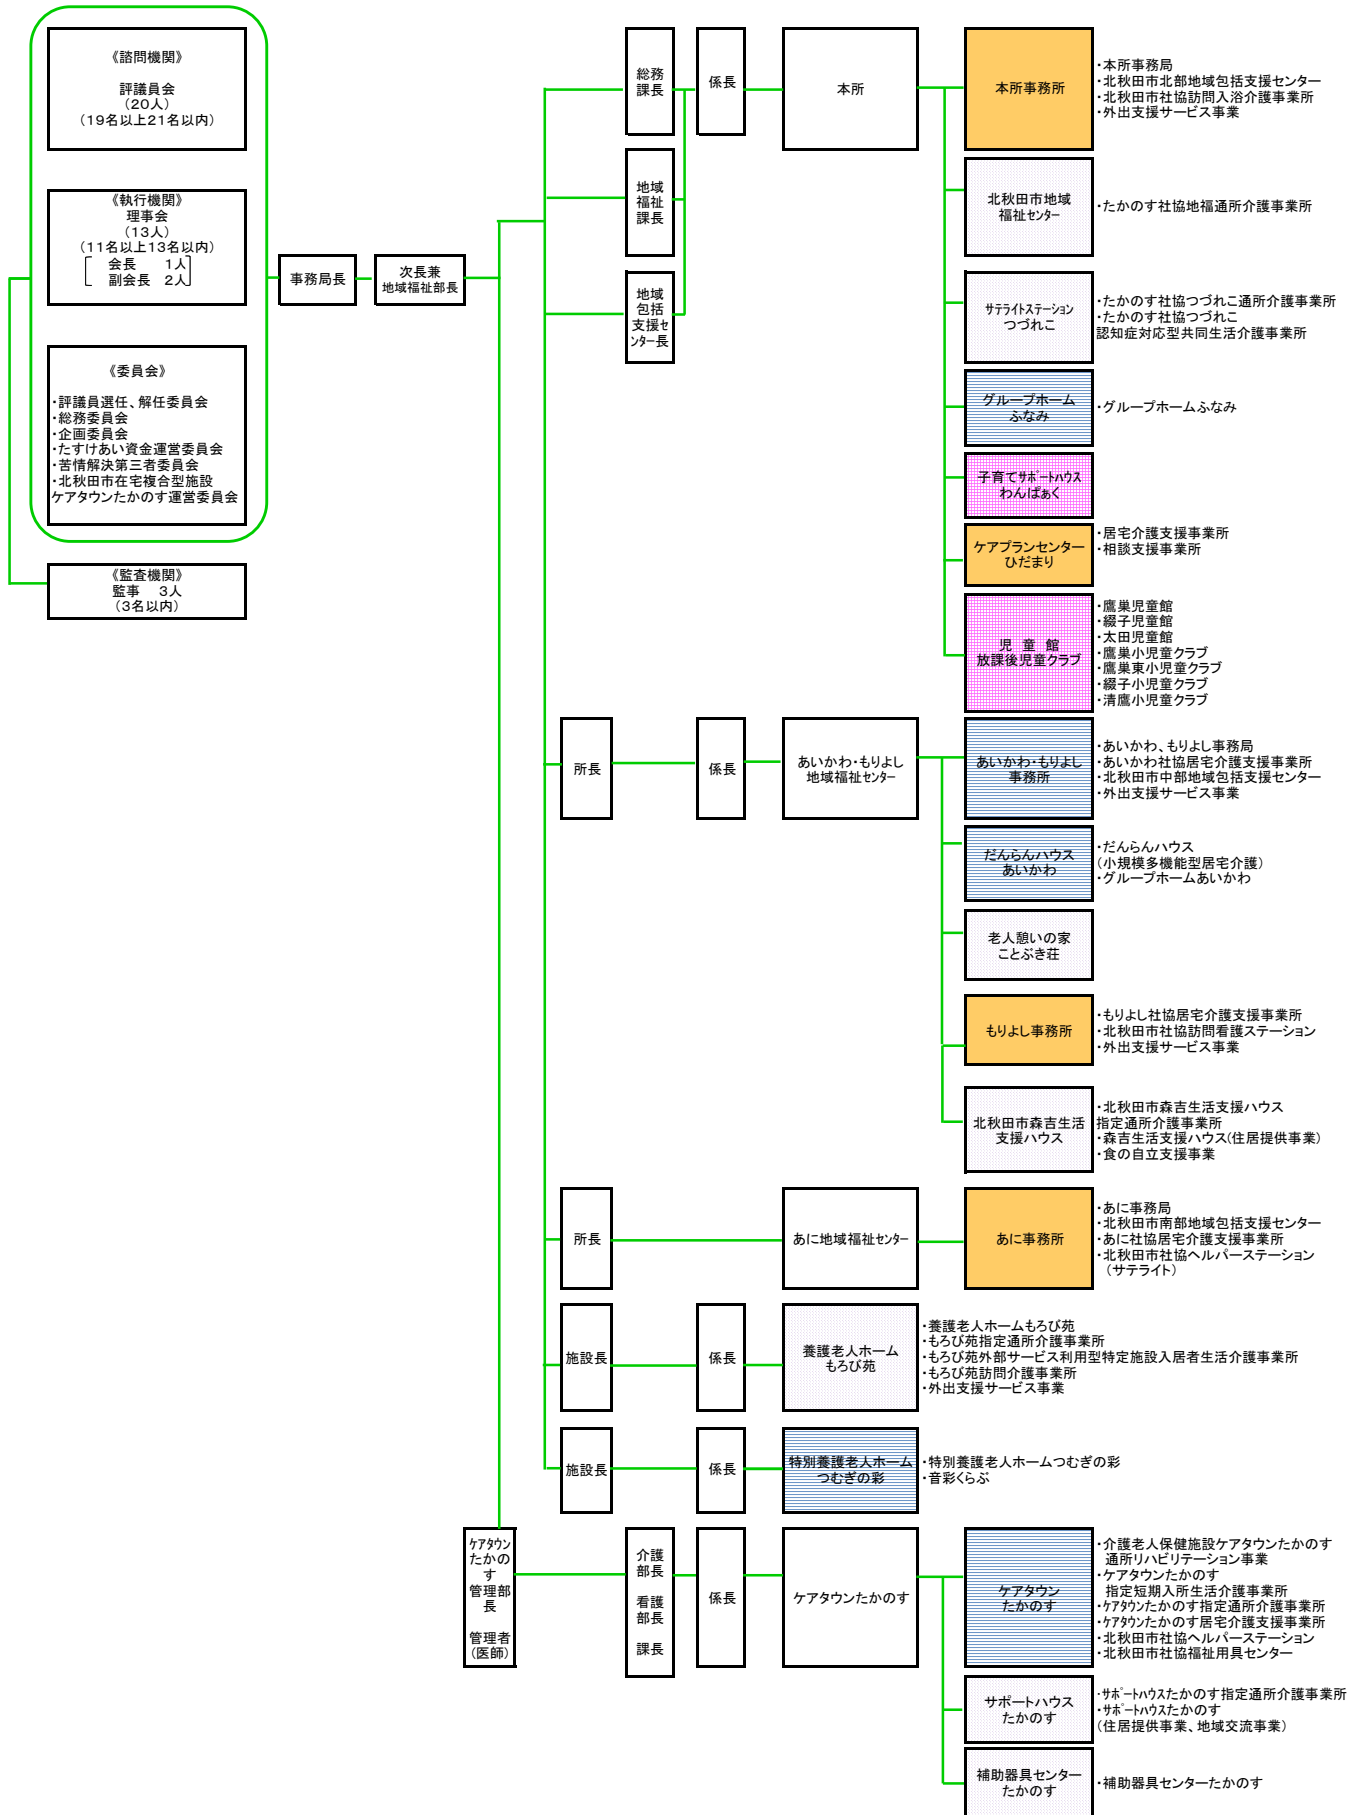 《諮問機関》
評議員会
(20人)
(19名以上21名以内)
《執行機関》
理事会
(13人)
(11名以上13名以内)
会長 1人
副会長 2人
《委員会》
・評議員選任、解任委員会
・総務委員会
・企画委員会
・たすけあい資金運営委員会
・苦情解決第三者委員会
・北秋田市在宅複合型施設
ケアタウンたかのす運営委員会
《監査機関》
監事 3人
(3名以内)
事務局長
次長兼
地域福祉部長
総務
課長
地域
福祉
課長
地域
包括
支援セ
ンター長
係長
本所
本所事務所
・本所事務局
・北秋田市北部地域包括支援センター
・北秋田市社協訪問入浴介護事業所
・外出支援サービス事業
北秋田市地域
福祉センター
・たかのす社協地福通所介護事業所
サテライトステーション
つづれこ
・たかのす社協つづれこ通所介護事業所
・たかのす社協つづれこ
認知症対応型共同生活介護事業所
グループホーム
ふなみ
・グループホームふなみ
子育てサポートハウス
わんぱぁく
ケアプランセンター
ひだまり
・居宅介護支援事業所
・相談支援事業所
児 童 館
放課後児童クラブ
・鷹巣児童館
・綴子児童館
・太田児童館
・鷹巣小児童クラブ
・鷹巣東小児童クラブ
・綴子小児童クラブ
・清鷹小児童クラブ
所長
係長
あいかわ・もりよし
地域福祉センター
あいかわ・もりよし
事務所
・あいかわ、もりよし事務局
・あいかわ社協居宅介護支援事業所
・北秋田市中部地域包括支援センター
・外出支援サービス事業
だんらんハウス
あいかわ
・だんらんハウス
(小規模多機能型居宅介護)
・グループホームあいかわ
老人憩いの家
ことぶき荘
もりよし事務所
・もりよし社協居宅介護支援事業所
・北秋田市社協訪問看護ステーション
・外出支援サービス事業
北秋田市森吉生活
支援ハウス
・北秋田市森吉生活支援ハウス
指定通所介護事業所
・森吉生活支援ハウス(住居提供事業)
・食の自立支援事業
所長
あに地域福祉センター
あに事務所
・あに事務局
・北秋田市南部地域包括支援センター
・あに社協居宅介護支援事業所
・北秋田市社協ヘルパーステーション
(サテライト)
施設長
係長
養護老人ホーム
もろび苑
・養護老人ホームもろび苑
・もろび苑指定通所介護事業所
・もろび苑外部サービス利用型特定施設入居者生活介護事業所
・もろび苑訪問介護事業所
・外出支援サービス事業
施設長
係長
特別養護老人ホーム
つむぎの彩
・特別養護老人ホームつむぎの彩
・音彩くらぶ
ケアタウン
たかの
す
管理部
長
管理者
(医師)
介護
部長
看護
部長
課長
係長
ケアタウンたかのす
ケアタウン
たかのす
・介護老人保健施設ケアタウンたかのす
通所リハビリテーション事業
・ケアタウンたかのす
指定短期入所生活介護事業所
・ケアタウンたかのす指定通所介護事業所
・ケアタウンたかのす居宅介護支援事業所
・北秋田市社協ヘルパーステーション
・北秋田市社協福祉用具センター
サポートハウス
たかのす
・サポートハウスたかのす指定通所介護事業所
・サポートハウスたかのす
(住居提供事業、地域交流事業)
補助器具センター
たかのす
・補助器具センターたかのす